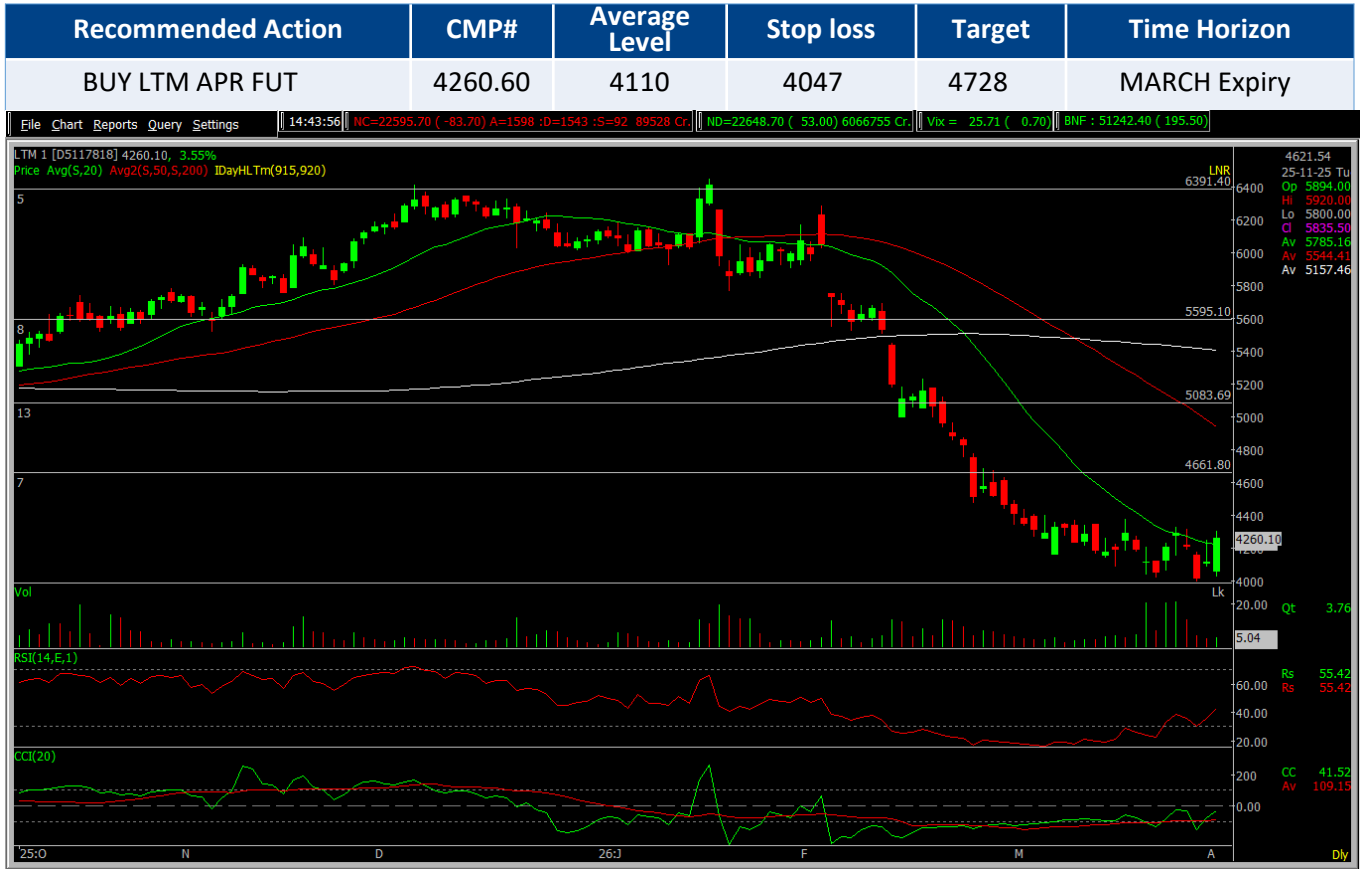 Recommended Action CMP# Average Level Stop loss Target Time Horizon
BUY LTM APR FUT 4260.60 4110 4047 4728 MARCH Expiry
File Chart Reports Query Settings 14:43:56 NC=22595.70 ( -83.70) A=1598 :D=1543 :S=92 89528 Cr. ND=22648.70 ( 53.00) 6066755 Cr. Vix = 25.71 ( 0.70) BNF : 51242.40 ( 195.50)
LTM 1 [D5117818] 4260.10, 3.55%
Price Avg(S,20) Avg2(S,50,S,200) IDayHLTm(915,920) LNR
4621.54
25-11-25 Tu
Op 5894.00
Hi 5920.00
Lo 5800.00
Cl 5835.50
Av 5785.16
Av 5544.41
Av 5157.46
6391.40
5
6400
6200
6000
5800
5595.10
5600
8
5400
5200
5083.69
13
5000
4800
4661.80
7
4600
4400
4260.10
4200
4000
Vol Lk
20.00 Qt 3.76
5.04
RSI(14,E,1)
Rs 55.42
60.00 Rs 55.42
40.00
20.00
CCI(20)
200 CC 41.52
Av 109.15
0.00
25:O N D 26:J F M A Dly